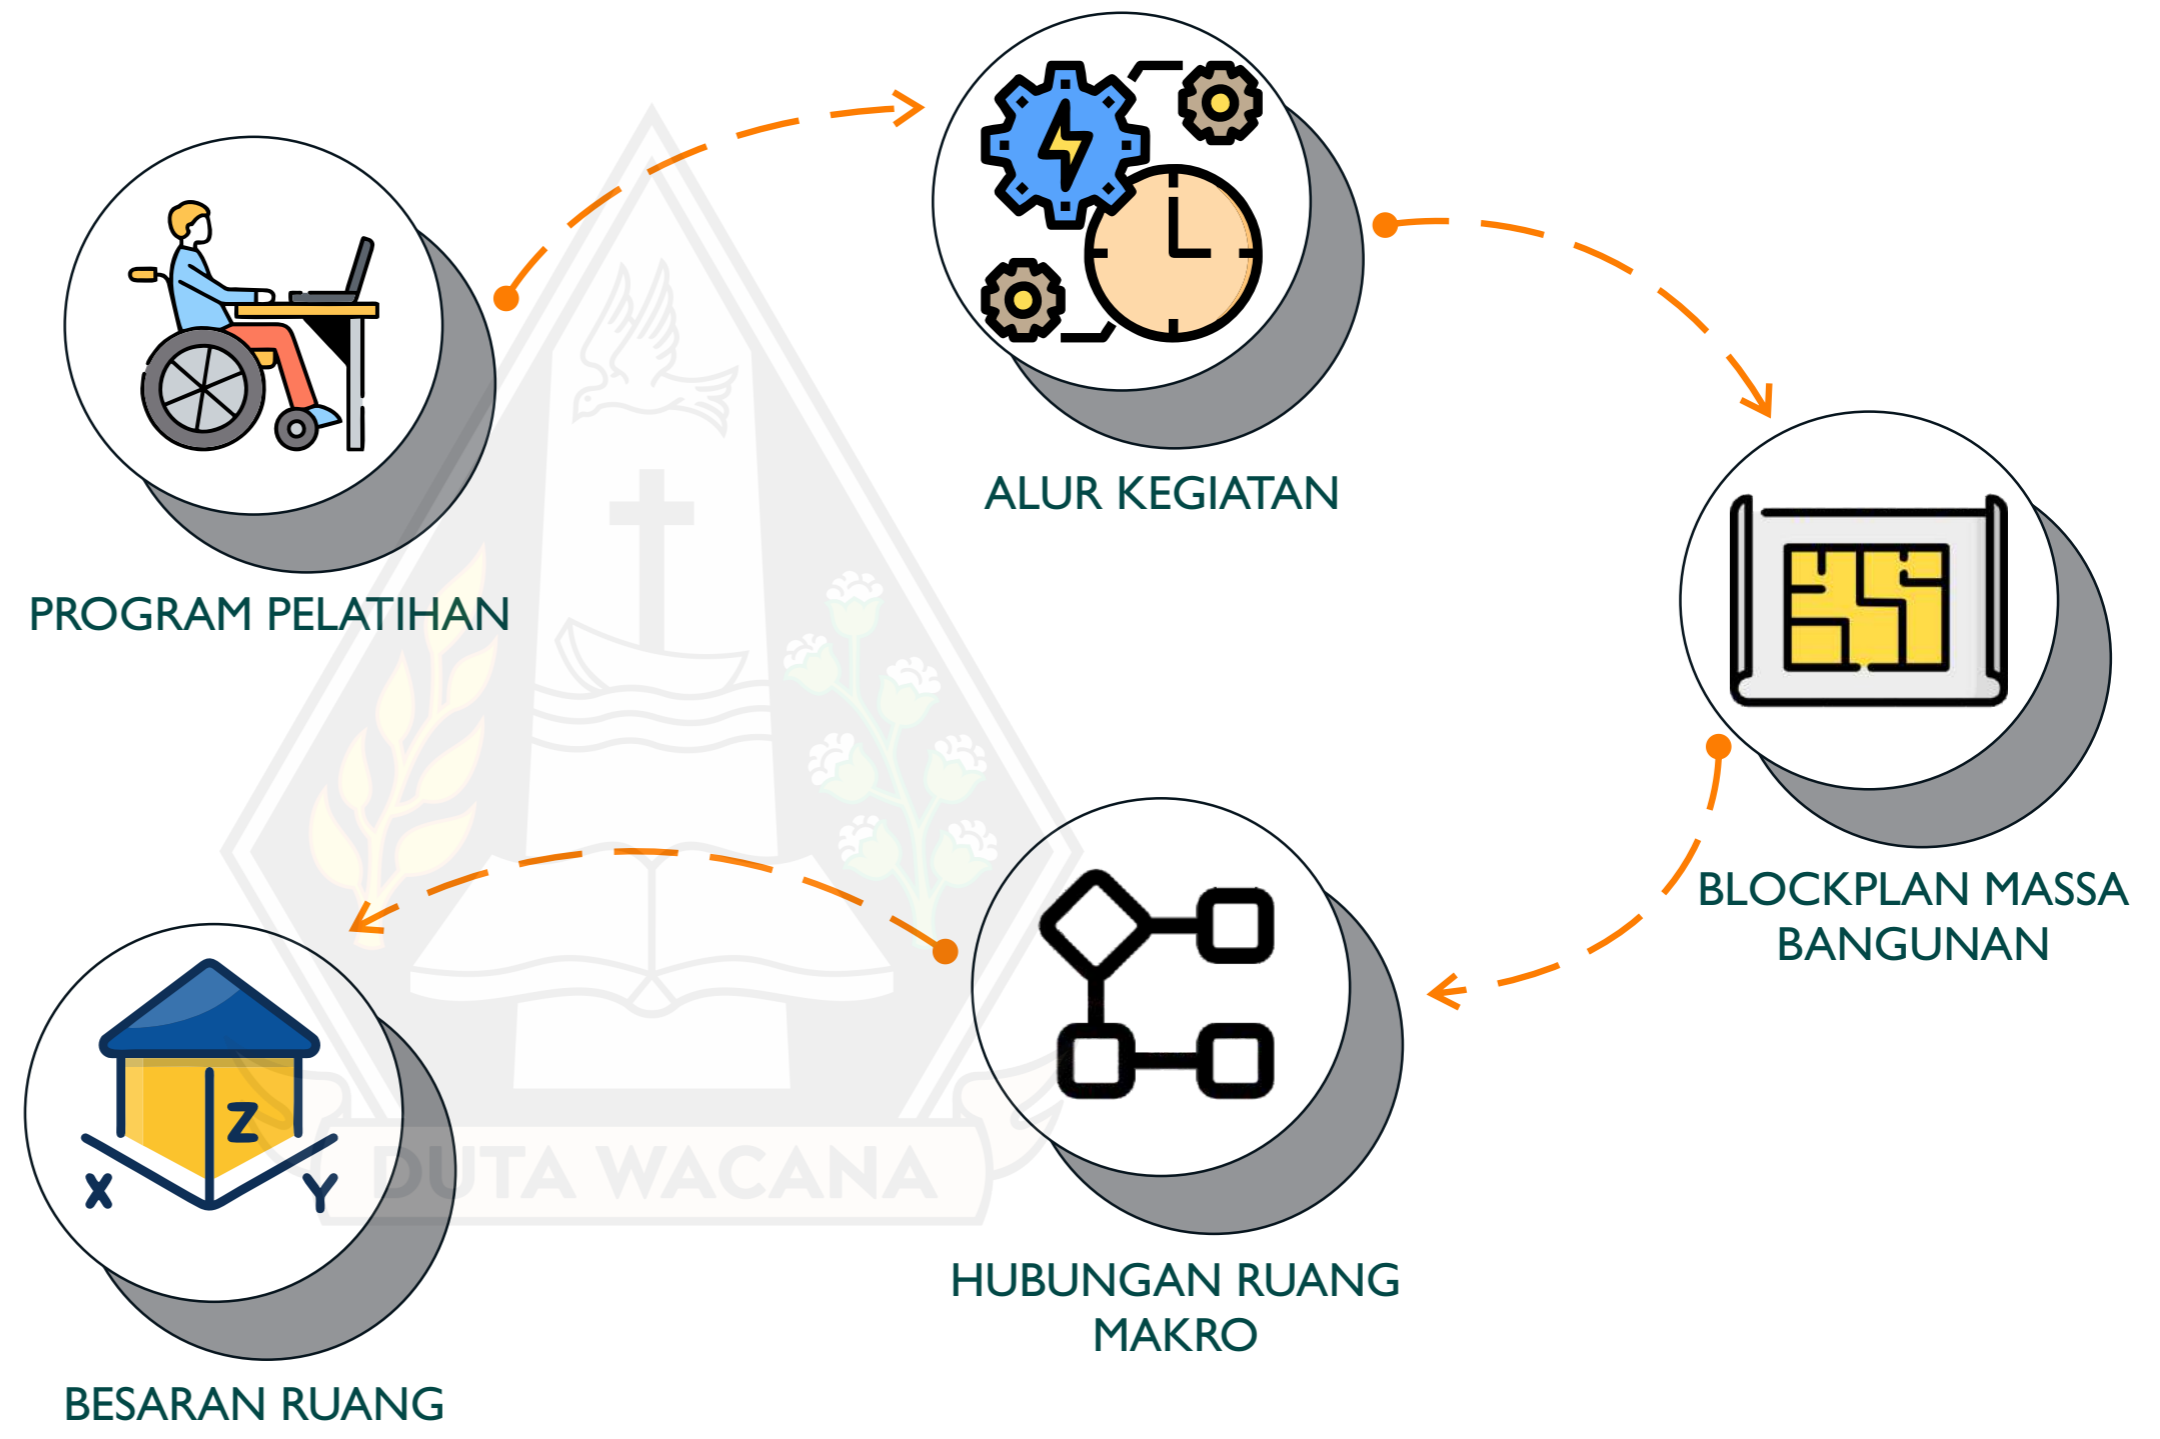 PROGRAM PELATIHAN
ALUR KEGIATAN
BLOCKPLAN MASSA
BANGUNAN
HUBUNGAN RUANG
MAKRO
BESARAN RUANG
X
Z
Y
DUTA WACANA